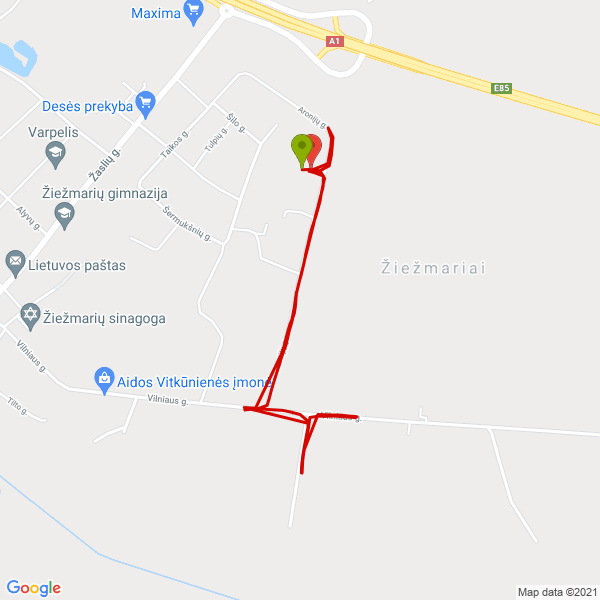 Maxima
A1
E85
Desės prekyba
Aronijų g.
Šilo g.
Varpelis
Taikos g.
Tulpių g.
Žaslių g.
Žiežmarių gimnazija
Alyvų g.
Šermukšnių g.
Lietuvos paštas
Žiežmariai
Žiežmarių sinagoga
Vilniaus g.
Aidos Vitkūnienės įmonė
Vilniaus g.
Tilto g.
Vilniaus g.
Google
Map data ©2021